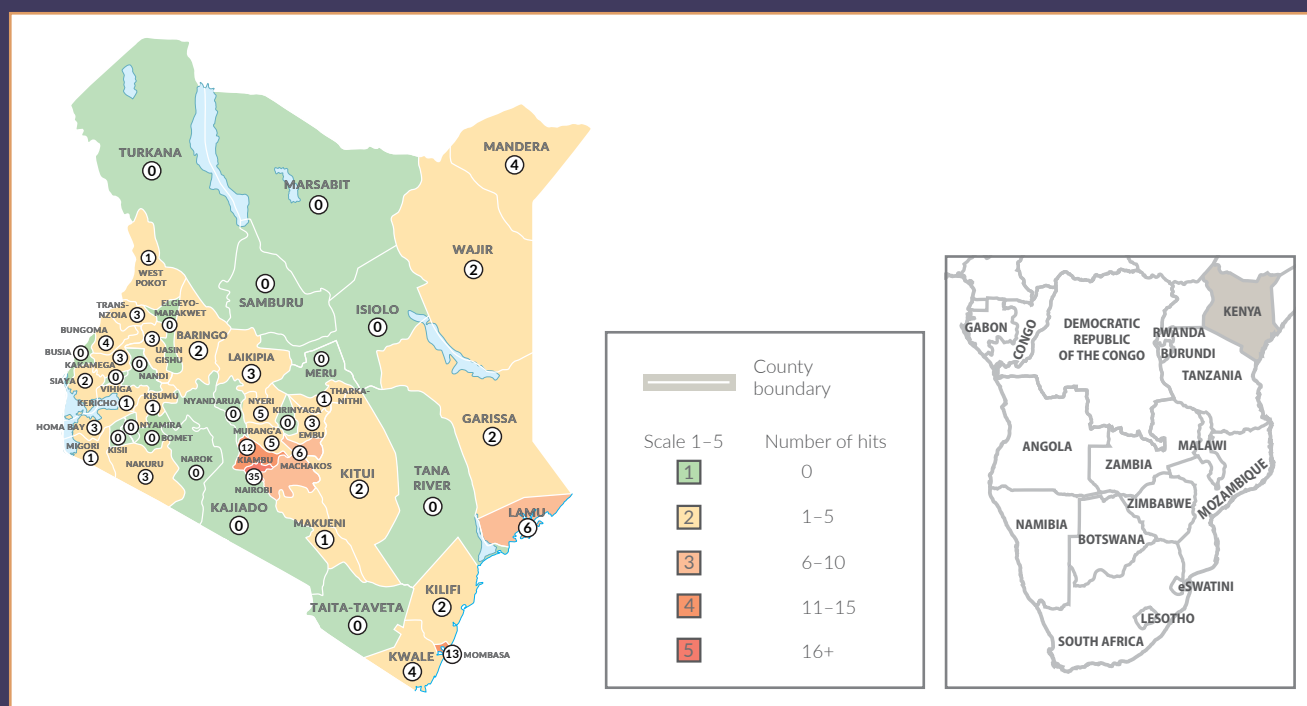 TURKANA
0
MARSABIT
0
MANDERA
4
WAJIR
2
1
WEST
POKOT
0
SAMBURU
ISIOLO
0
TRANS-
NZOIA
3
ELGEYO-
MARAKWET
0
BUNGOMA
4
3
UASIN
GISHU
BARINGO
2
BUSIA
0
KAKAMEGA
3
0
NANDI
LAIKIPIA
3
0
MERU
SIAYA
2
0
VIHIGA
KERICHO
1
KISUMU
1
NYANDARUA
0
NYERI
5
KIRINYAGA
0
1
THARKA-
NITHI
3
EMBU
GARISSA
2
HOMA BAY
3
0
NYAMIRA
0
KISII
0
BOMET
MIGORI
1
MURANG'A
5
12
KIAMBU
6
MACHAKOS
NAKURU
3
NAROK
0
35
NAIROBI
KITUI
2
TANA
RIVER
0
KAJIADO
0
MAKUENI
1
LAMU
6
TAITA-TAVETA
0
KILIFI
2
KWALE
4
13
MOMBASA
County
boundary
Scale 1–5
Number of hits
1
0
2
1–5
3
6–10
4
11–15
5
16+
GABON
CONGO
DEMOCRATIC
REPUBLIC
OF THE CONGO
RWANDA
BURUNDI
KENYA
TANZANIA
ANGOLA
ZAMBIA
MALAWI
MOZAMBIQUE
ZIMBABWE
NAMIBIA
BOTSWANA
eSWATINI
LESOTHO
SOUTH AFRICA